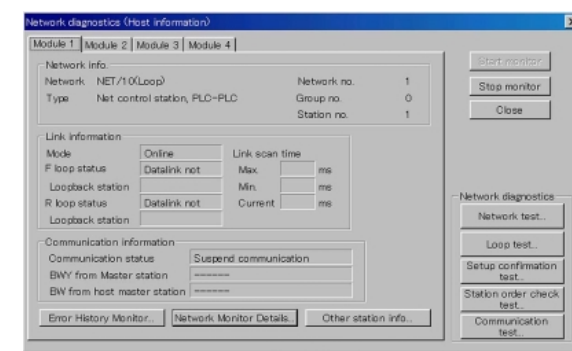 Network diagnostics (Host information)
Module 1 Module 2 Module 3 Module 4
Network info.
Network NET/10(Loop) Network no. 1
Type Net control station, PLC-PLC Group no. 0
Station no. 1
Link information
Mode Online Link scan time
F loop status Datalink not Max. ms
Loopback station Min. ms
R loop status Datalink not Current ms
Loopback station
Communication information
Communication status Suspend communication
BWY from Master station ------
BW from host master station ------
Error History Monitor... Network Monitor Details... Other station info...
Start monitor
Stop monitor
Close
Network diagnostics
Network test...
Loop test...
Setup confirmation
test...
Station order check
test...
Communication
test...